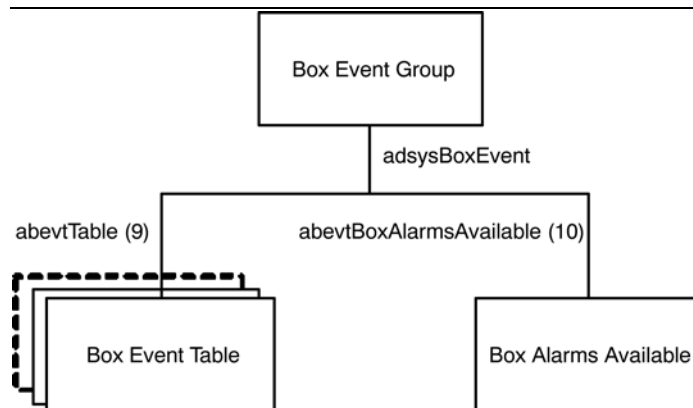 Box Event Group
adsysBoxEvent
abevtTable (9)
abevtBoxAlarmsAvailable (10)
Box Event Table
Box Alarms Available